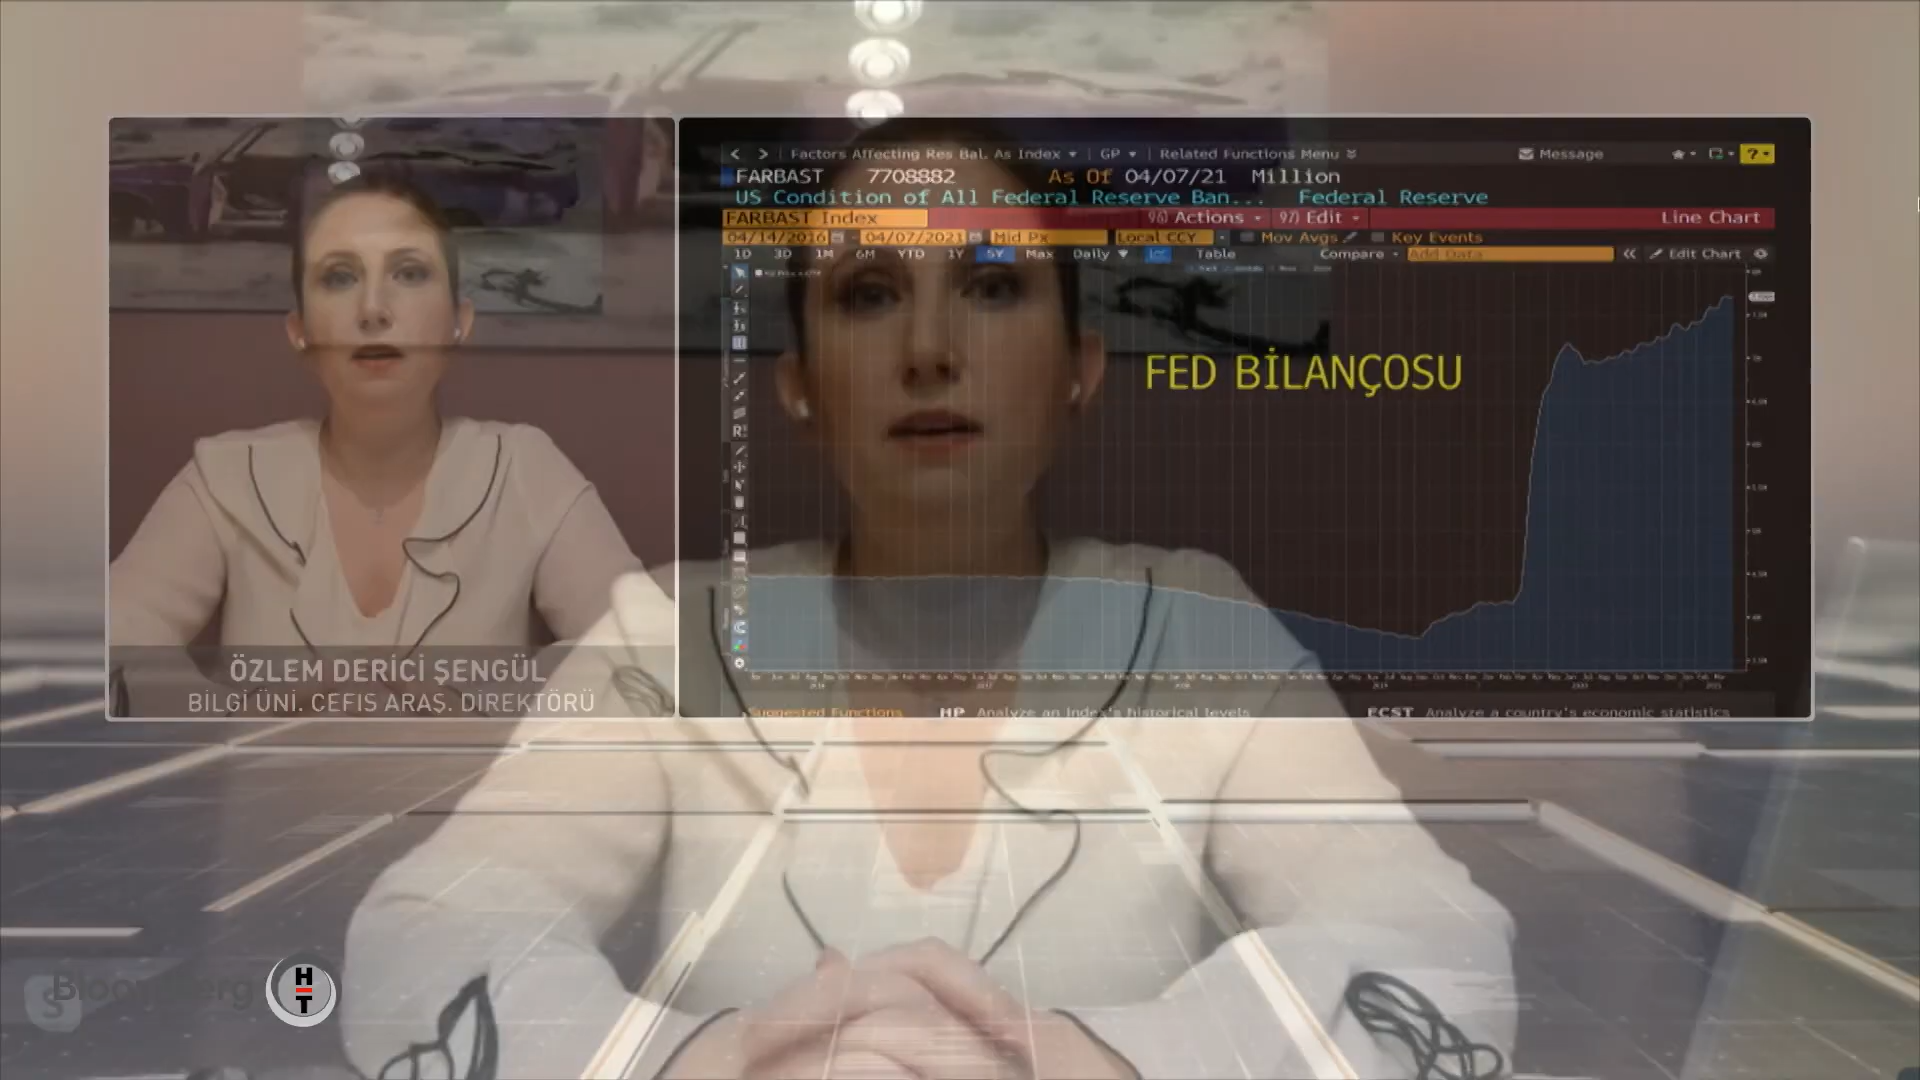 Factors Affecting Res Bal. As Index GP Related Functions Menu Message
FARBAST 7708882 As Of 04/07/21 Million
US Condition of All Federal Reserve Ban... Federal Reserve
FARBAST Index 96) Actions 97) Edit Line Chart
04/14/2016 - 04/07/2021 Mid Px Local CCY Mov Avgs Key Events
1D 3D 1M 6M YTD 1Y 5Y Max Daily Table Compare Add Data Edit Chart
FED BİLANÇOSU
Suggested Functions HP Analyze an index's historical levels ECST Analyze a country's economic statistics
ÖZLEM DERİCİ ŞENGÜL
BİLGİ ÜNİ. CEFIS ARAŞ. DİREKTÖRÜ
Bloomberg HT